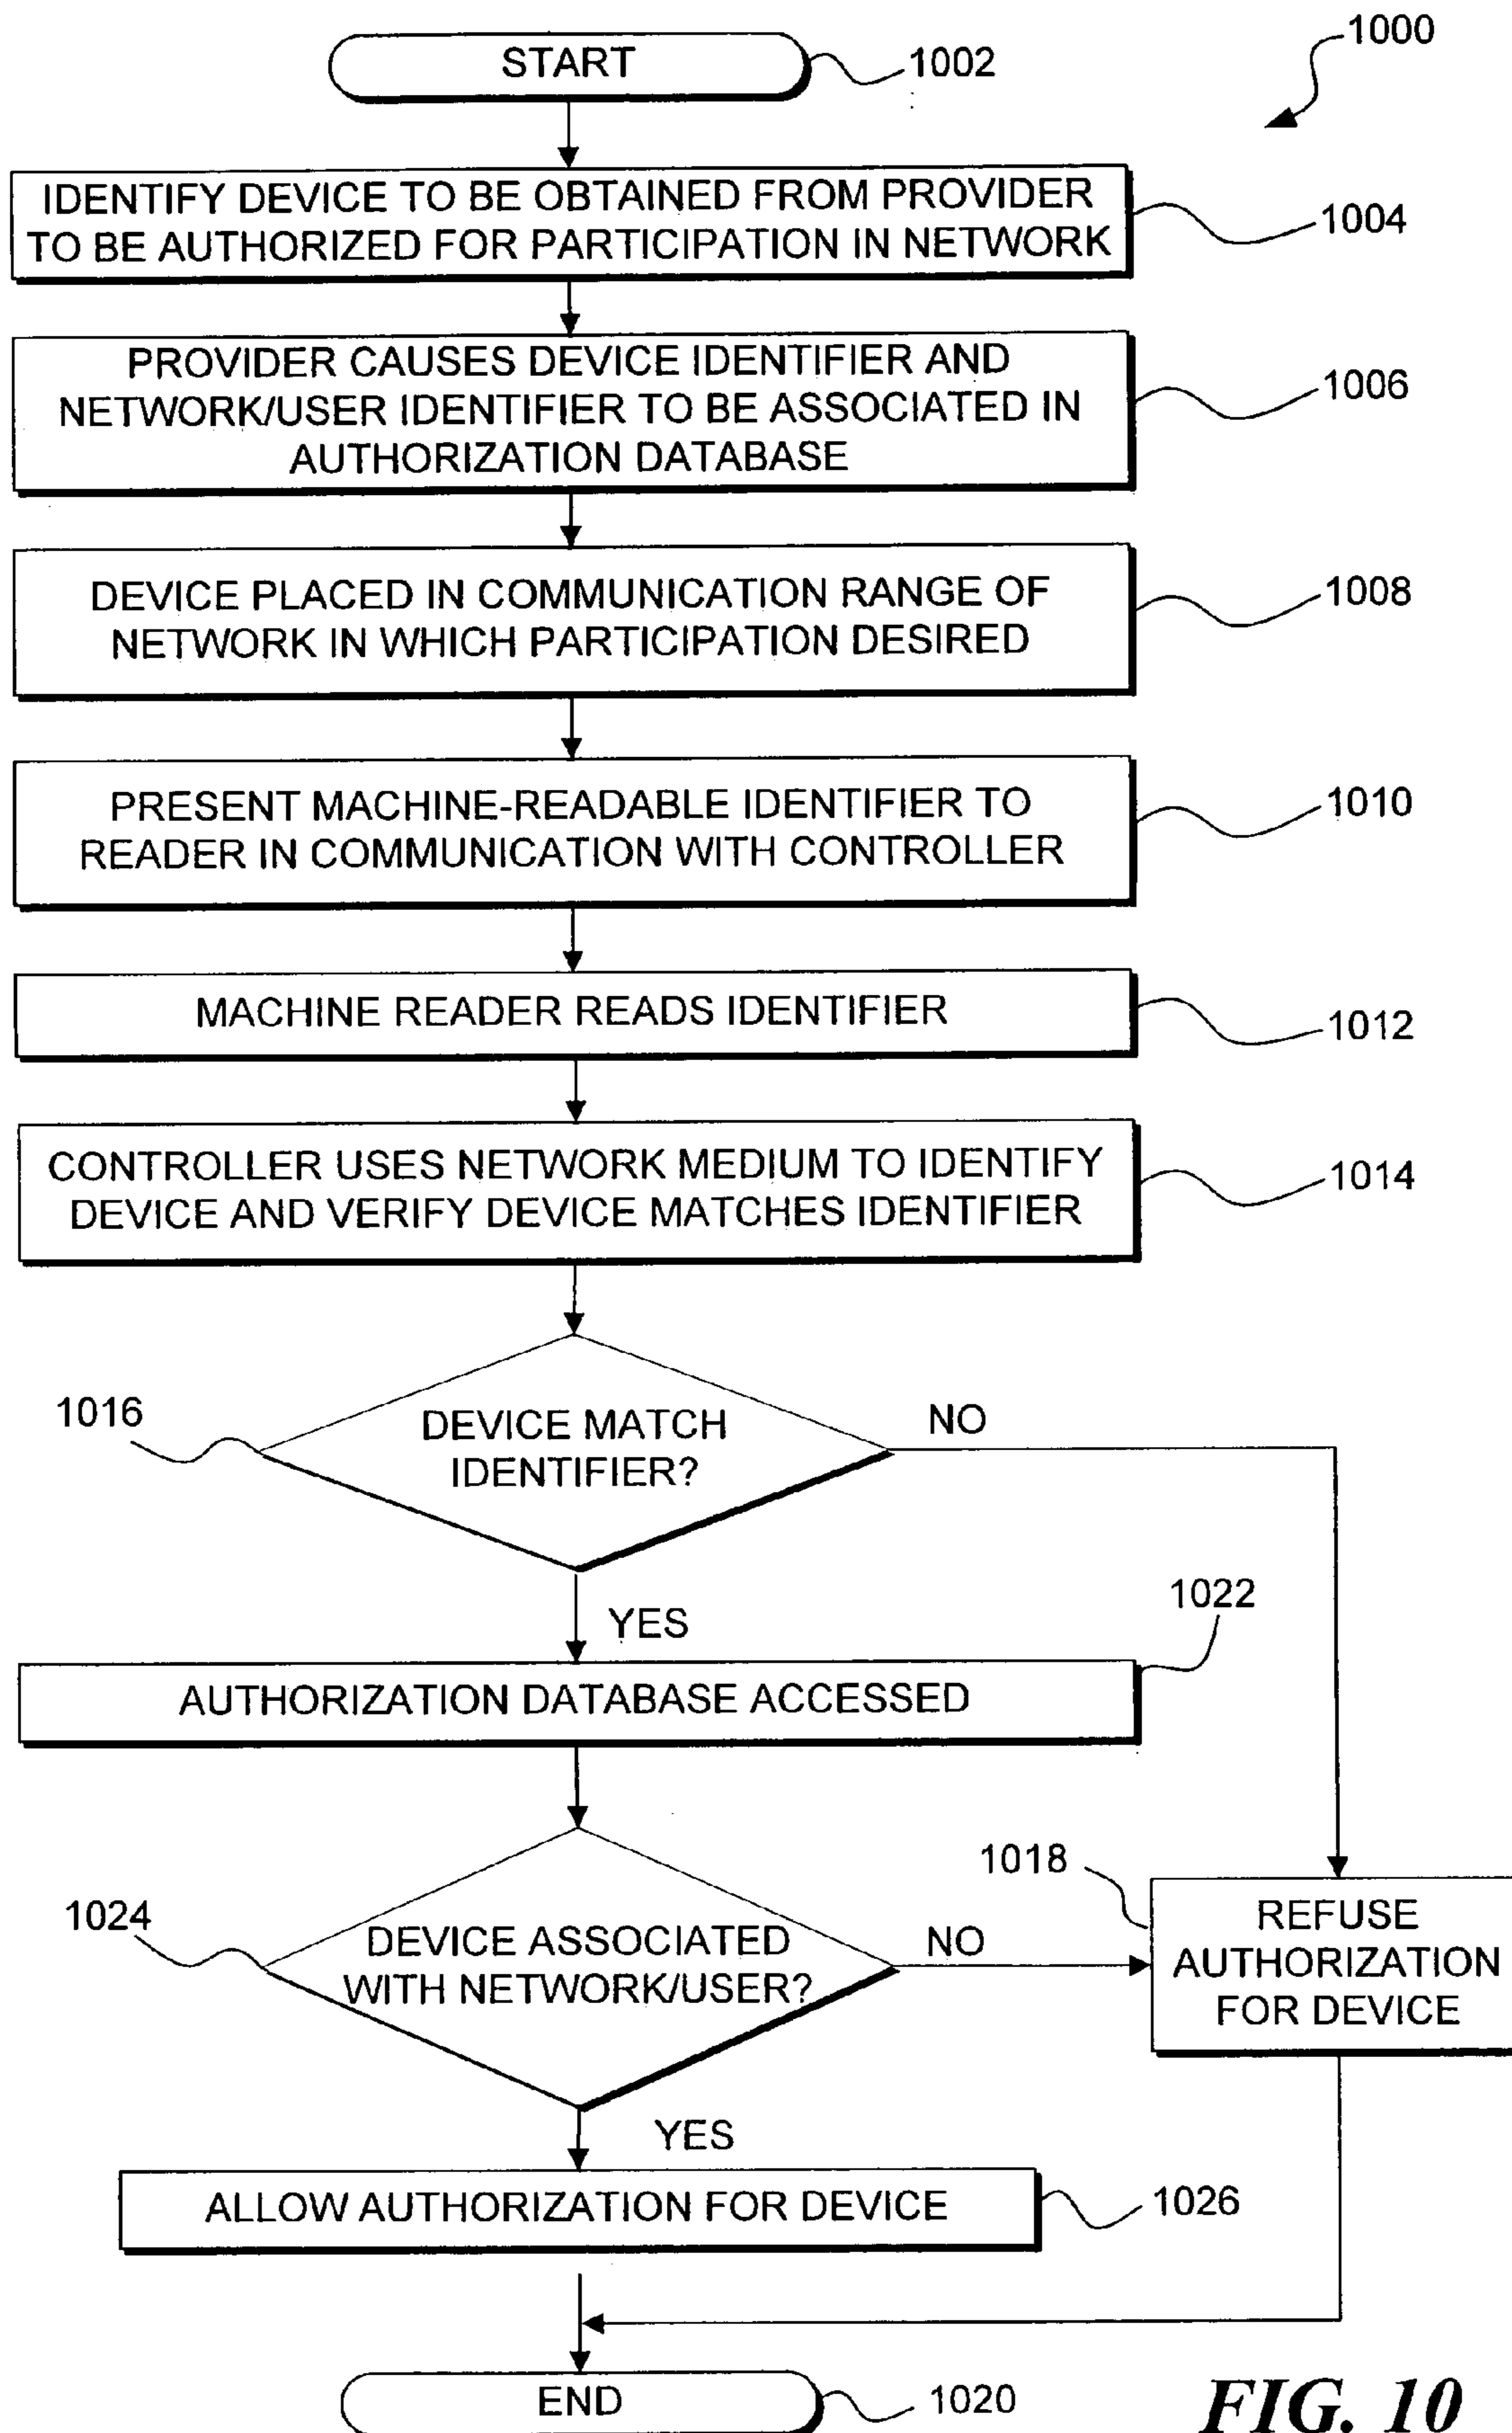 1000
START
1002
IDENTIFY DEVICE TO BE OBTAINED FROM PROVIDER
TO BE AUTHORIZED FOR PARTICIPATION IN NETWORK
1004
PROVIDER CAUSES DEVICE IDENTIFIER AND
NETWORK/USER IDENTIFIER TO BE ASSOCIATED IN
AUTHORIZATION DATABASE
1006
DEVICE PLACED IN COMMUNICATION RANGE OF
NETWORK IN WHICH PARTICIPATION DESIRED
1008
PRESENT MACHINE-READABLE IDENTIFIER TO
READER IN COMMUNICATION WITH CONTROLLER
1010
MACHINE READER READS IDENTIFIER
1012
CONTROLLER USES NETWORK MEDIUM TO IDENTIFY
DEVICE AND VERIFY DEVICE MATCHES IDENTIFIER
1014
1016
DEVICE MATCH
IDENTIFIER?
NO
YES
1022
AUTHORIZATION DATABASE ACCESSED
1024
DEVICE ASSOCIATED
WITH NETWORK/USER?
NO
1018
REFUSE
AUTHORIZATION
FOR DEVICE
YES
ALLOW AUTHORIZATION FOR DEVICE
1026
END
1020
FIG. 10